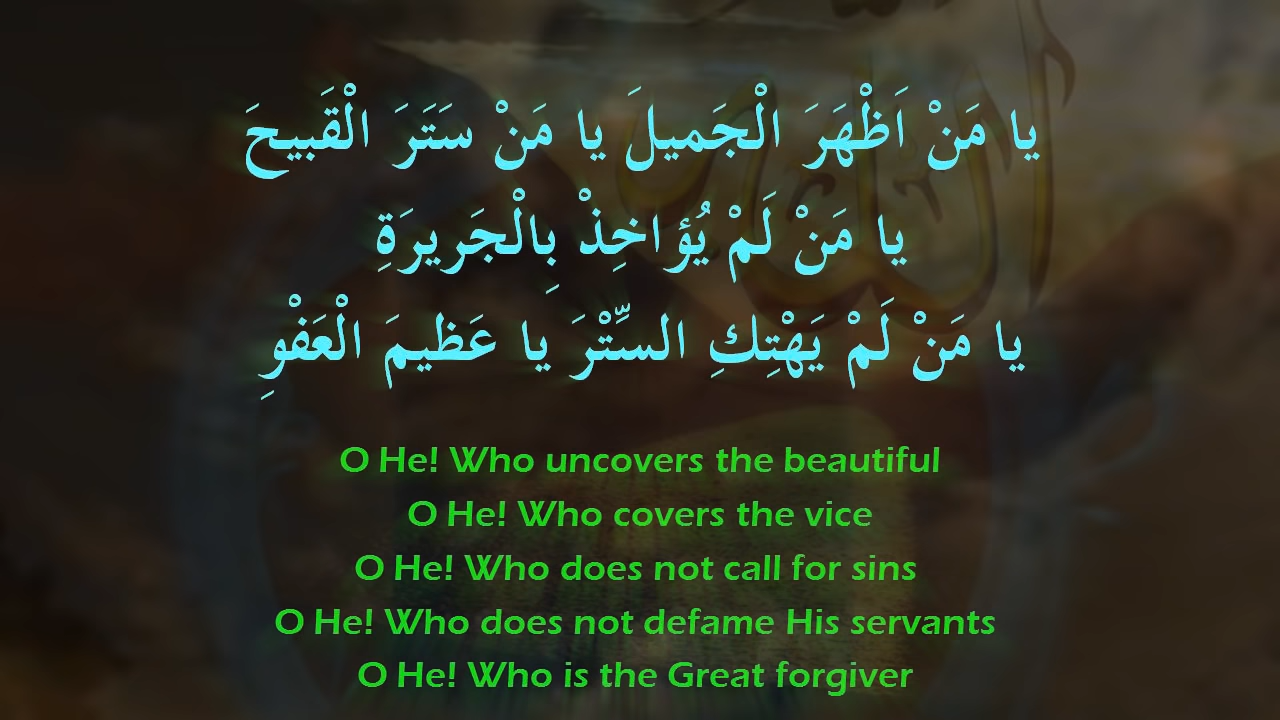 يا مَنْ اَظْهَرَ الْجَميلَ يا مَنْ سَتَرَ الْقَبيحَ
يا مَنْ لَمْ يُؤاخِذْ بِالْجَريرَةِ
يا مَنْ لَمْ يَهْتِكِ السِّتْرَ يا عَظيمَ الْعَفْوِ
O He! Who uncovers the beautiful
O He! Who covers the vice
O He! Who does not call for sins
O He! Who does not defame His servants
O He! Who is the Great forgiver